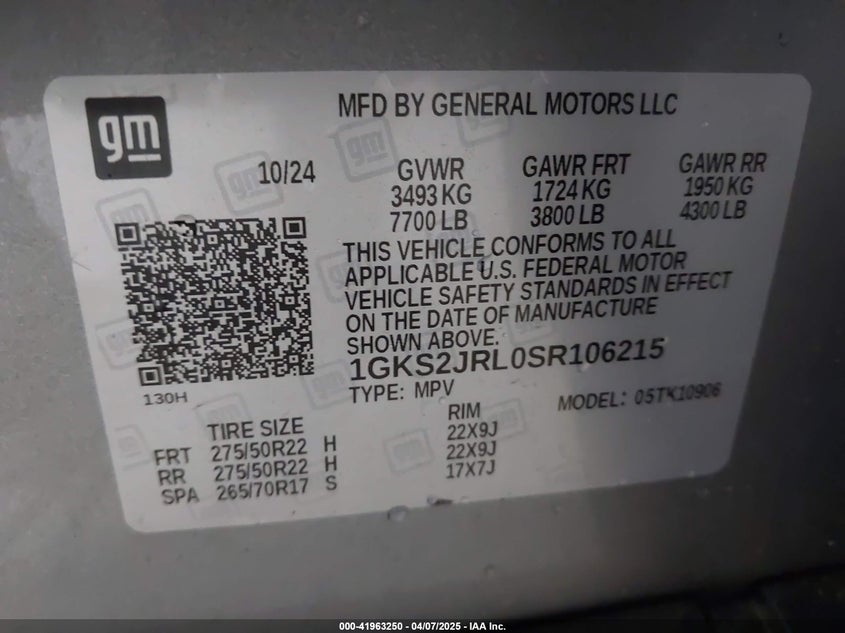 gm
MFD BY GENERAL MOTORS LLC
10/24
GVWR GAWR FRT GAWR RR
3493 KG 1724 KG 1950 KG
7700 LB 3800 LB 4300 LB
THIS VEHICLE CONFORMS TO ALL
APPLICABLE U.S. FEDERAL MOTOR
VEHICLE SAFETY STANDARDS IN EFFECT
ON THE DATE OF MANUFACTURE
SHOWN ABOVE.
1GKS2JRL0SR106215
130H
TYPE: MPV
MODEL: 05TK10906
TIRE SIZE RIM
FRT 275/50R22 H 22X9J
RR 275/50R22 H 22X9J
SPA 265/70R17 S 17X7J
000-41963250 - 04/07/2025 - IAA Inc.